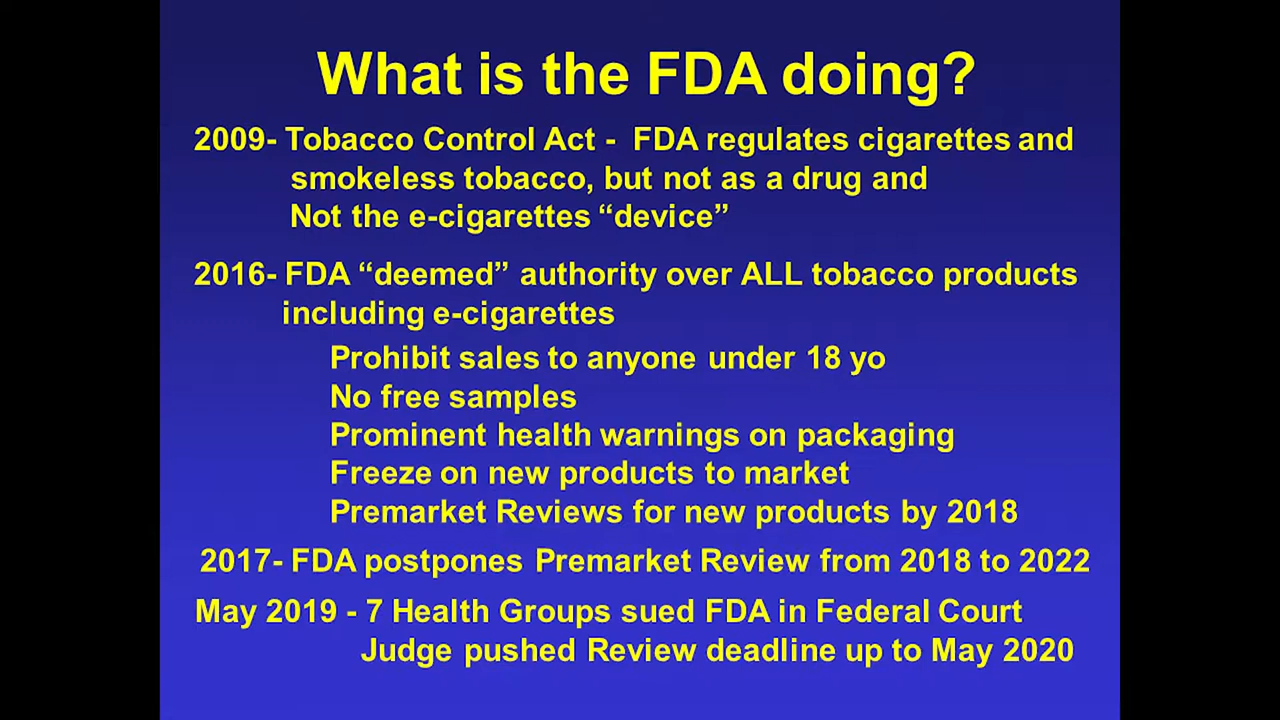 What is the FDA doing?
2009- Tobacco Control Act - FDA regulates cigarettes and
smokeless tobacco, but not as a drug and
Not the e-cigarettes “device”
2016- FDA “deemed” authority over ALL tobacco products
including e-cigarettes
Prohibit sales to anyone under 18 yo
No free samples
Prominent health warnings on packaging
Freeze on new products to market
Premarket Reviews for new products by 2018
2017- FDA postpones Premarket Review from 2018 to 2022
May 2019 - 7 Health Groups sued FDA in Federal Court
Judge pushed Review deadline up to May 2020